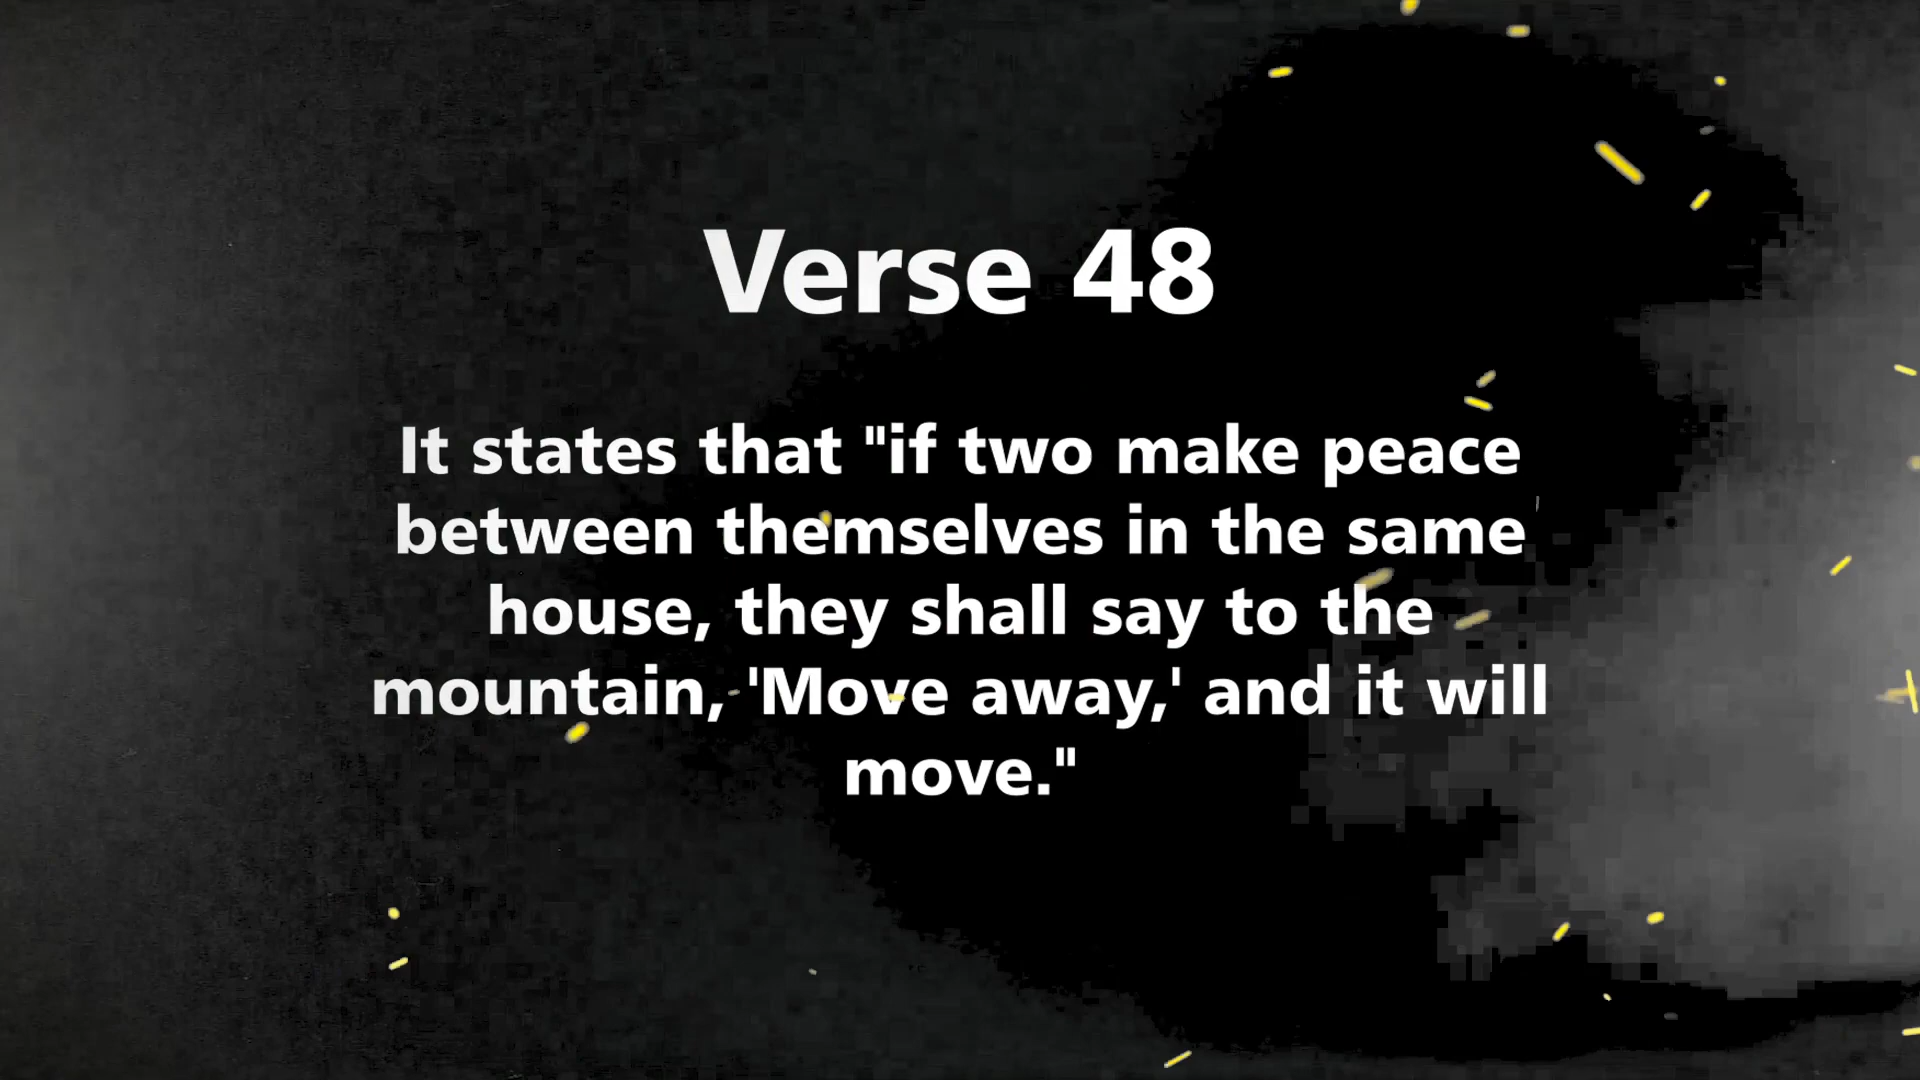 Verse 48
It states that "if two make peace
between themselves in the same
house, they shall say to the
mountain, 'Move away,' and it will
move."